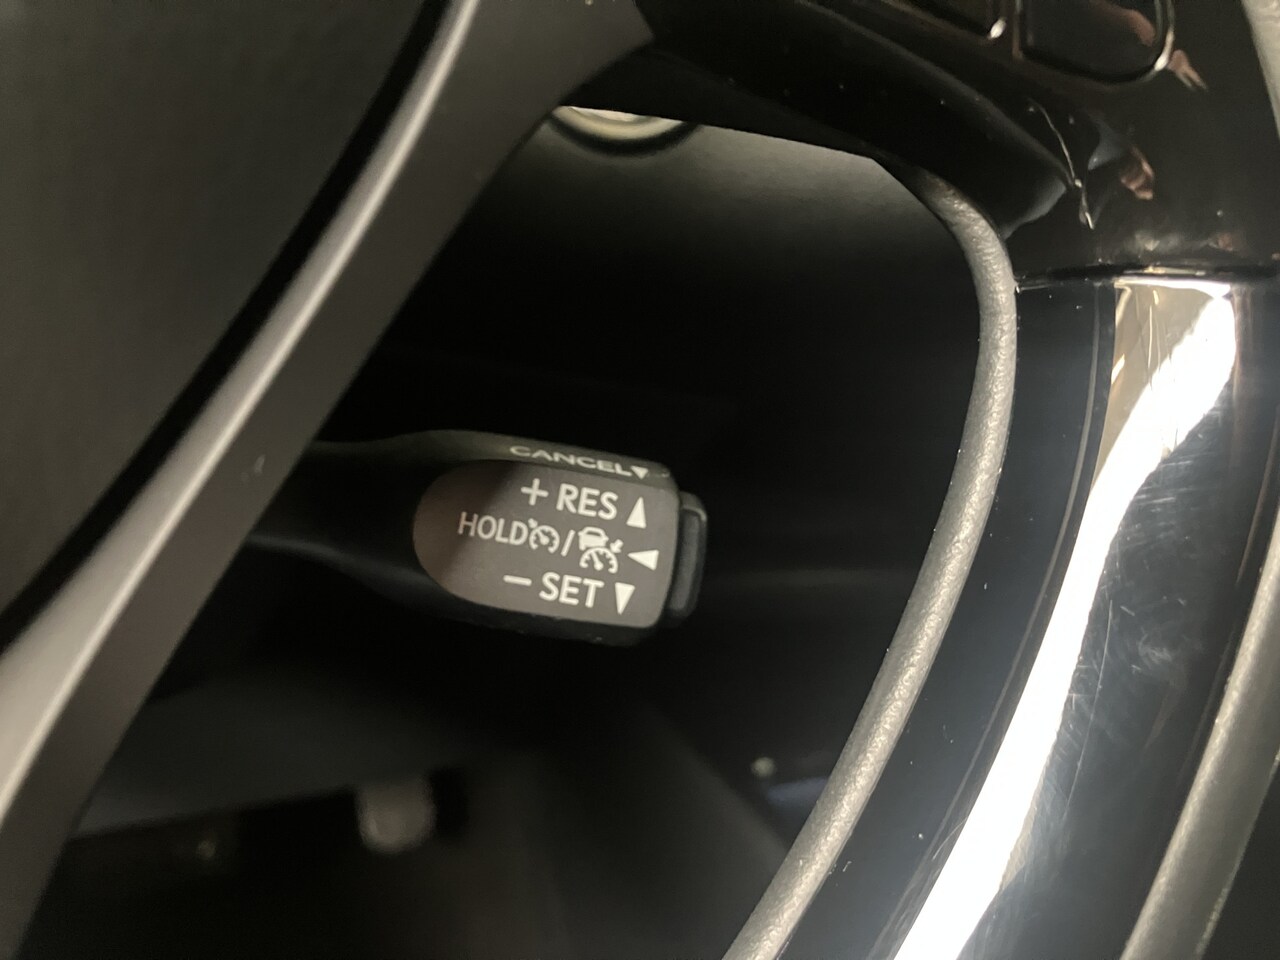 CANCEL▼
+ RES ▲
HOLD / ◀
− SET ▼